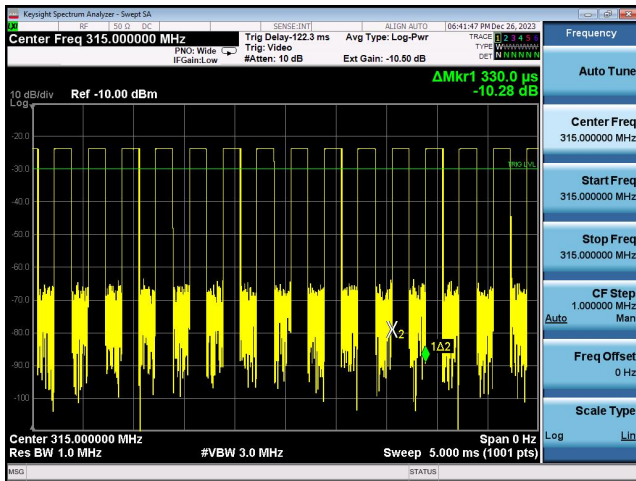 Keysight Spectrum Analyzer - Swept SA
RF 50 Ω DC SENSE:INT ALIGN AUTO 06:41:47 PM Dec 26, 2023
Center Freq 315.000000 MHz
PNO: Wide
IFGain:Low
Trig Delay-122.3 ms
Trig: Video
#Atten: 10 dB
Avg Type: Log-Pwr
Ext Gain: -10.50 dB
TRACE 1 2 3 4 5 6
TYPE WWWWWW
DET N N N N N N
ΔMkr1 330.0 µs
-10.28 dB
10 dB/div Ref -10.00 dBm
Log
-20.0
-30.0
TRIG LVL
-40.0
-50.0
-60.0
-70.0
-80.0
-90.0
-100
X2
1Δ2
Center 315.000000 MHz Span 0 Hz
Res BW 1.0 MHz #VBW 3.0 MHz Sweep 5.000 ms (1001 pts)
MSG STATUS
Frequency
Auto Tune
Center Freq
315.000000 MHz
Start Freq
315.000000 MHz
Stop Freq
315.000000 MHz
CF Step
1.000000 MHz
Auto Man
Freq Offset
0 Hz
Scale Type
Log Lin